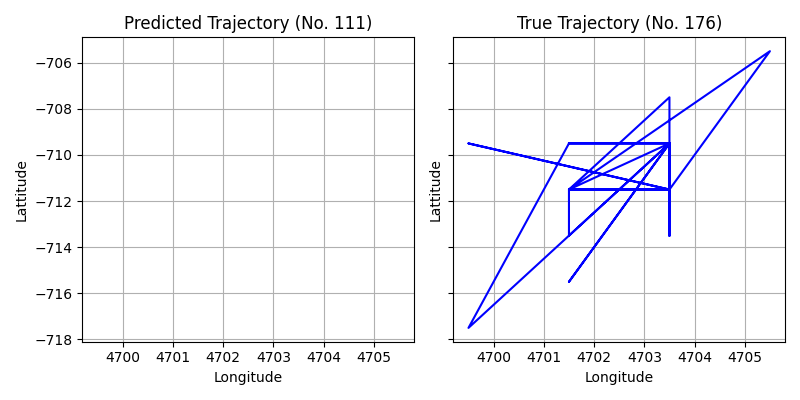 Predicted Trajectory (No. 111)
True Trajectory (No. 176)
−706
−708
−710
−712
−714
−716
−718
Lattitude
4700 4701 4702 4703 4704 4705
Longitude
Lattitude
4700 4701 4702 4703 4704 4705
Longitude